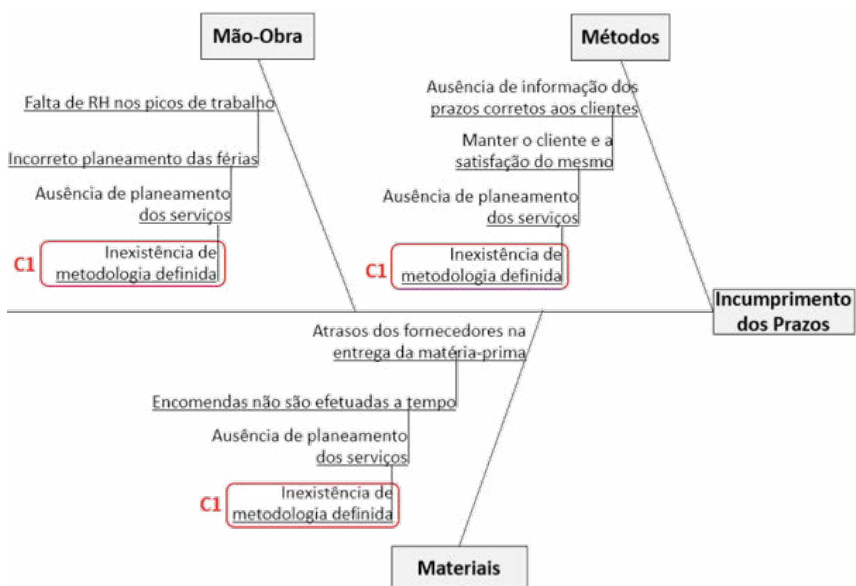 Mão-Obra
Métodos
Falta de RH nos picos de trabalho
Incorreto planeamento das férias
Ausência de planeamento
dos serviços
C1
Inexistência de
metodologia definida
Ausência de informação dos
prazos corretos aos clientes
Manter o cliente e a
satisfação do mesmo
Ausência de planeamento
dos serviços
C1
Inexistência de
metodologia definida
Incumprimento
dos Prazos
Atrasos dos fornecedores na
entrega da matéria-prima
Encomendas não são efetuadas a tempo
Ausência de planeamento
dos serviços
C1
Inexistência de
metodologia definida
Materiais